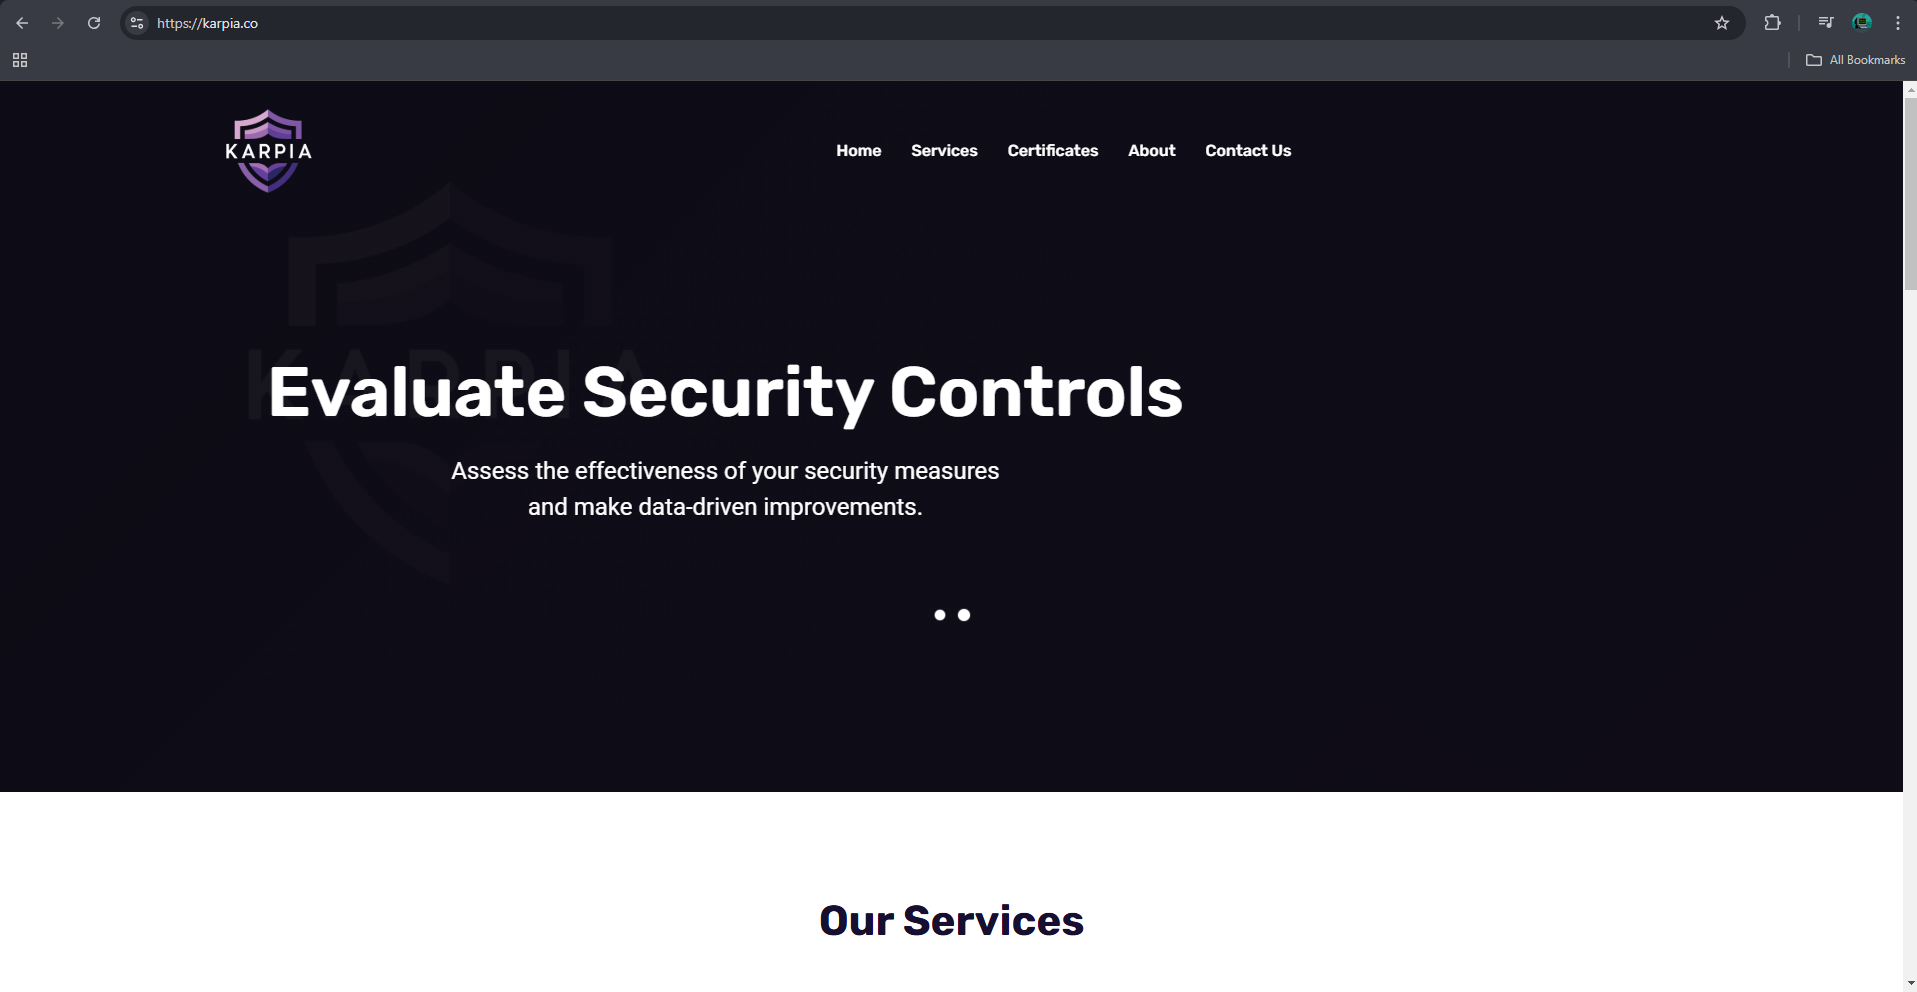 https://karpia.co
All Bookmarks
KARPIA
Home Services Certificates About Contact Us
KARPIA
Evaluate Security Controls
Assess the effectiveness of your security measures
and make data-driven improvements.
Our Services